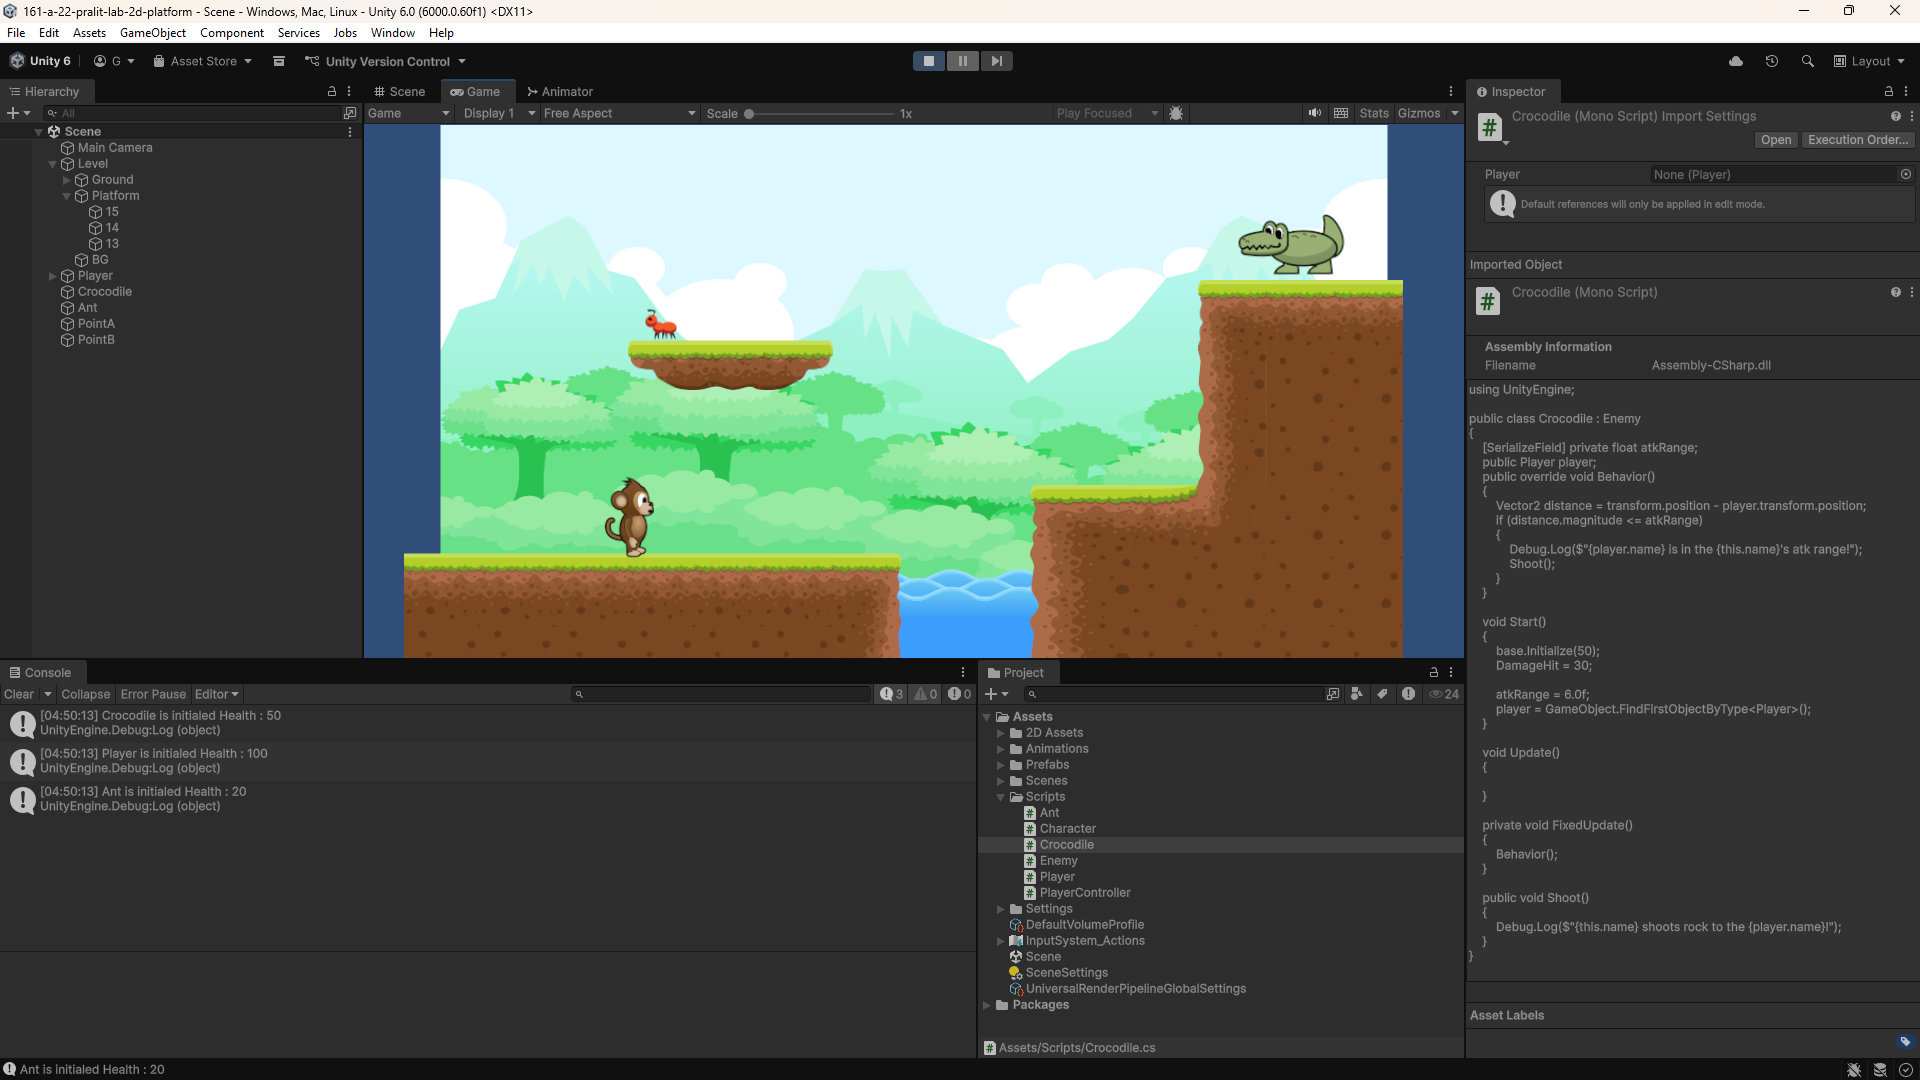 161-a-22-pralit-lab-2d-platform - Scene - Windows, Mac, Linux - Unity 6.0 (6000.0.60f1) <DX11>
File Edit Assets GameObject Component Services Jobs Window Help
Unity 6 G Asset Store Unity Version Control Layout
Hierarchy
All
Scene
Main Camera
Level
Ground
Platform
15
14
13
BG
Player
Crocodile
Ant
PointA
PointB
Scene Game Animator
Game Display 1 Free Aspect Scale 1x Play Focused Stats Gizmos
Console
Clear Collapse Error Pause Editor 3 0 0
[04:50:13] Crocodile is initialed Health : 50
UnityEngine.Debug:Log (object)
[04:50:13] Player is initialed Health : 100
UnityEngine.Debug:Log (object)
[04:50:13] Ant is initialed Health : 20
UnityEngine.Debug:Log (object)
Project
24
Assets
2D Assets
Animations
Prefabs
Scenes
Scripts
Ant
Character
Crocodile
Enemy
Player
PlayerController
Settings
DefaultVolumeProfile
InputSystem_Actions
Scene
SceneSettings
UniversalRenderPipelineGlobalSettings
Packages
Assets/Scripts/Crocodile.cs
Inspector
Crocodile (Mono Script) Import Settings
Open Execution Order...
Player None (Player)
Default references will only be applied in edit mode.
Imported Object
Crocodile (Mono Script)
Assembly Information
Filename Assembly-CSharp.dll
using UnityEngine;
public class Crocodile : Enemy
{
[SerializeField] private float atkRange;
public Player player;
public override void Behavior()
{
Vector2 distance = transform.position - player.transform.position;
if (distance.magnitude <= atkRange)
{
Debug.Log($"{player.name} is in the {this.name}'s atk range!");
Shoot();
}
}
void Start()
{
base.Initialize(50);
DamageHit = 30;
atkRange = 6.0f;
player = GameObject.FindFirstObjectByType<Player>();
}
void Update()
{
}
private void FixedUpdate()
{
Behavior();
}
public void Shoot()
{
Debug.Log($"{this.name} shoots rock to the {player.name}!");
}
}
Asset Labels
Ant is initialed Health : 20